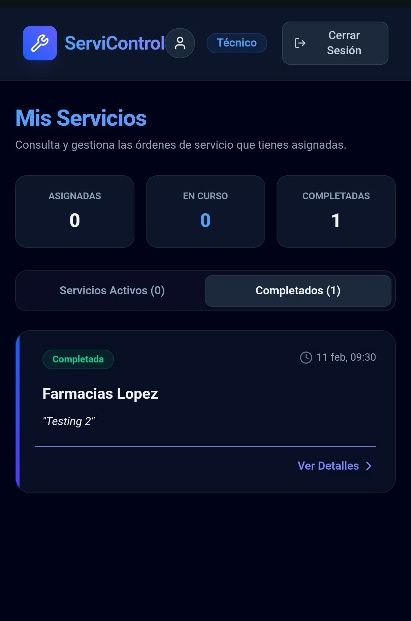 ServiControl
Técnico
Cerrar
Sesión
Mis Servicios
Consulta y gestiona las órdenes de servicio que tienes asignadas.
ASIGNADAS
EN CURSO
COMPLETADAS
0
0
1
Servicios Activos (0)
Completados (1)
Completada
11 feb, 09:30
Farmacias Lopez
"Testing 2"
Ver Detalles